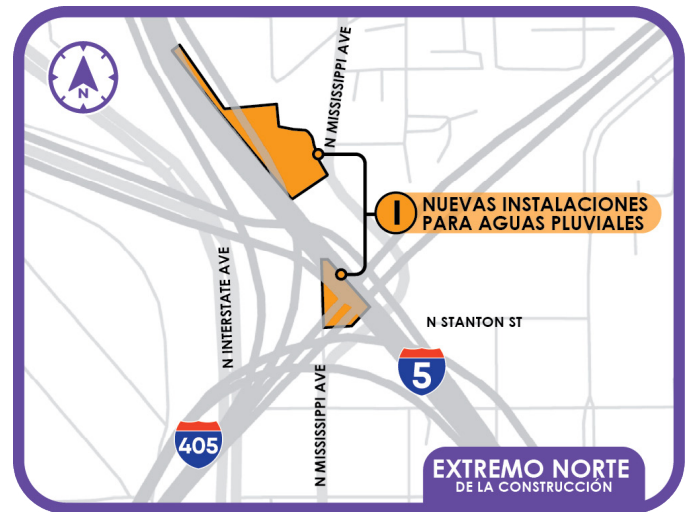 N MISSISSIPPI AVE
N
I
NUEVAS INSTALACIONES
PARA AGUAS PLUVIALES
N INTERSTATE AVE
N STANTON ST
5
N MISSISSIPPI AVE
405
EXTREMO NORTE
DE LA CONSTRUCCIÓN